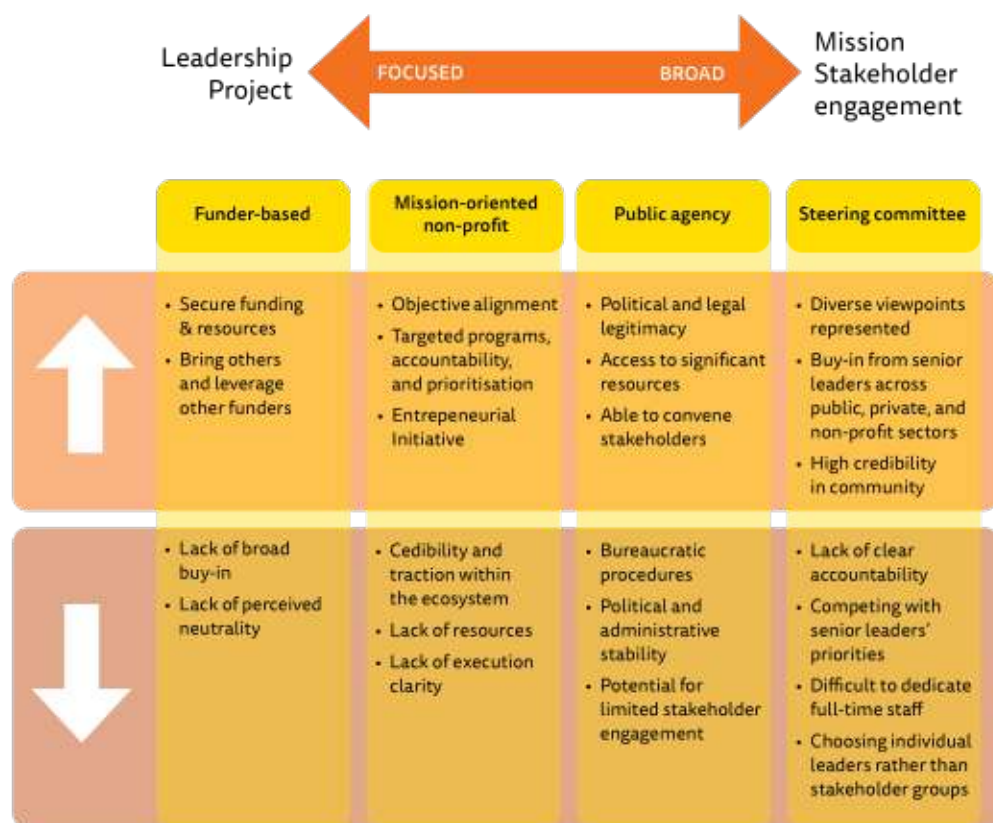 Leadership
Project
FOCUSED
BROAD
Mission
Stakeholder
engagement
Funder-based
Mission-oriented
non-profit
Public agency
Steering committee
• Secure funding
& resources
• Bring others
and leverage
other funders
• Objective alignment
• Targeted programs,
accountability,
and prioritisation
• Entrepeneurial
Initiative
• Political and legal
legitimacy
• Access to significant
resources
• Able to convene
stakeholders
• Diverse viewpoints
represented
• Buy-in from senior
leaders across
public, private, and
non-profit sectors
• High credibility
in community
• Lack of broad
buy-in
• Lack of perceived
neutrality
• Cedibility and
traction within
the ecosystem
• Lack of resources
• Lack of execution
clarity
• Bureaucratic
procedures
• Political and
administrative
stability
• Potential for
limited stakeholder
engagement
• Lack of clear
accountability
• Competing with
senior leaders'
priorities
• Difficult to dedicate
full-time staff
• Choosing individual
leaders rather than
stakeholder groups